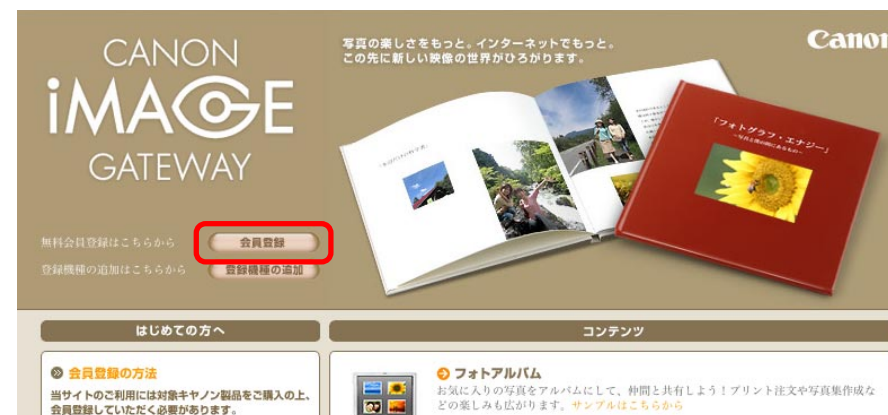 CANON
iMAGE
GATEWAY
写真の楽しさをもっと。インターネットでもっと。
この先に新しい映像の世界がひろがります。
Canon
「フォトグラフ・エナジー」
無料会員登録はこちらから
会員登録
登録機種の追加はこちらから
登録機種の追加
はじめての方へ
会員登録の方法
当サイトのご利用には対象キヤノン製品をご購入の上、
会員登録していただく必要があります。
コンテンツ
フォトアルバム
お気に入りの写真をアルバムにして、仲間と共有しよう！プリント注文や写真集作成な
どの楽しみも広がります。サンプルはこちらから